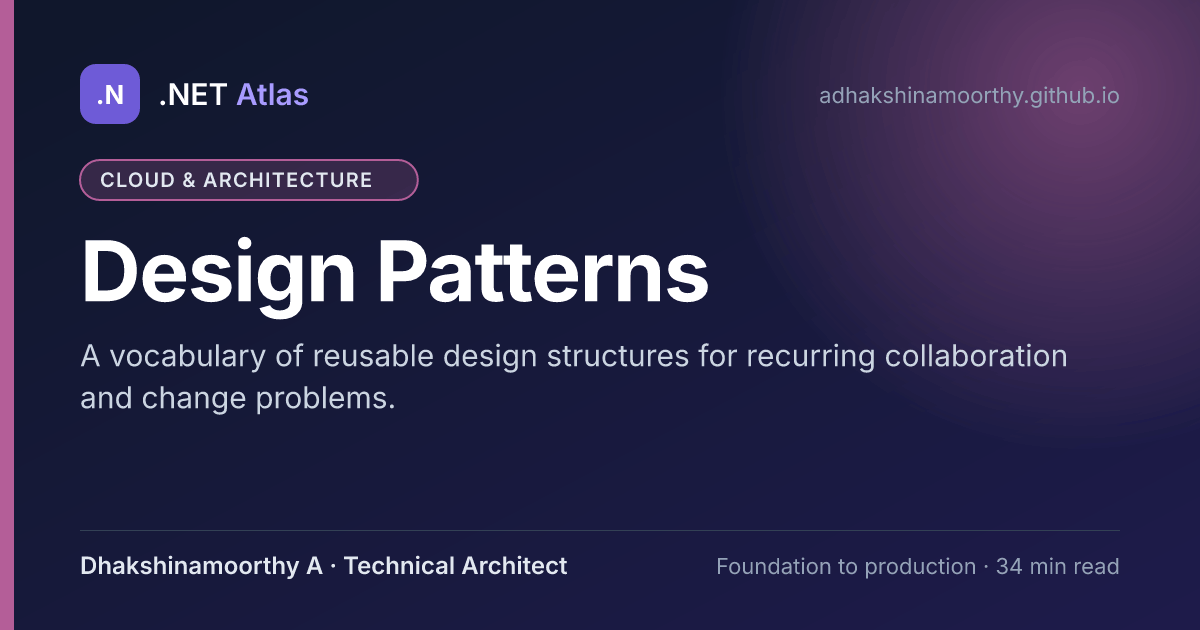 .N
.NET Atlas
adhakshinamoorthy.github.io
CLOUD & ARCHITECTURE
Design Patterns
A vocabulary of reusable design structures for recurring collaboration
and change problems.
Dhakshinamoorthy A · Technical Architect
Foundation to production · 34 min read